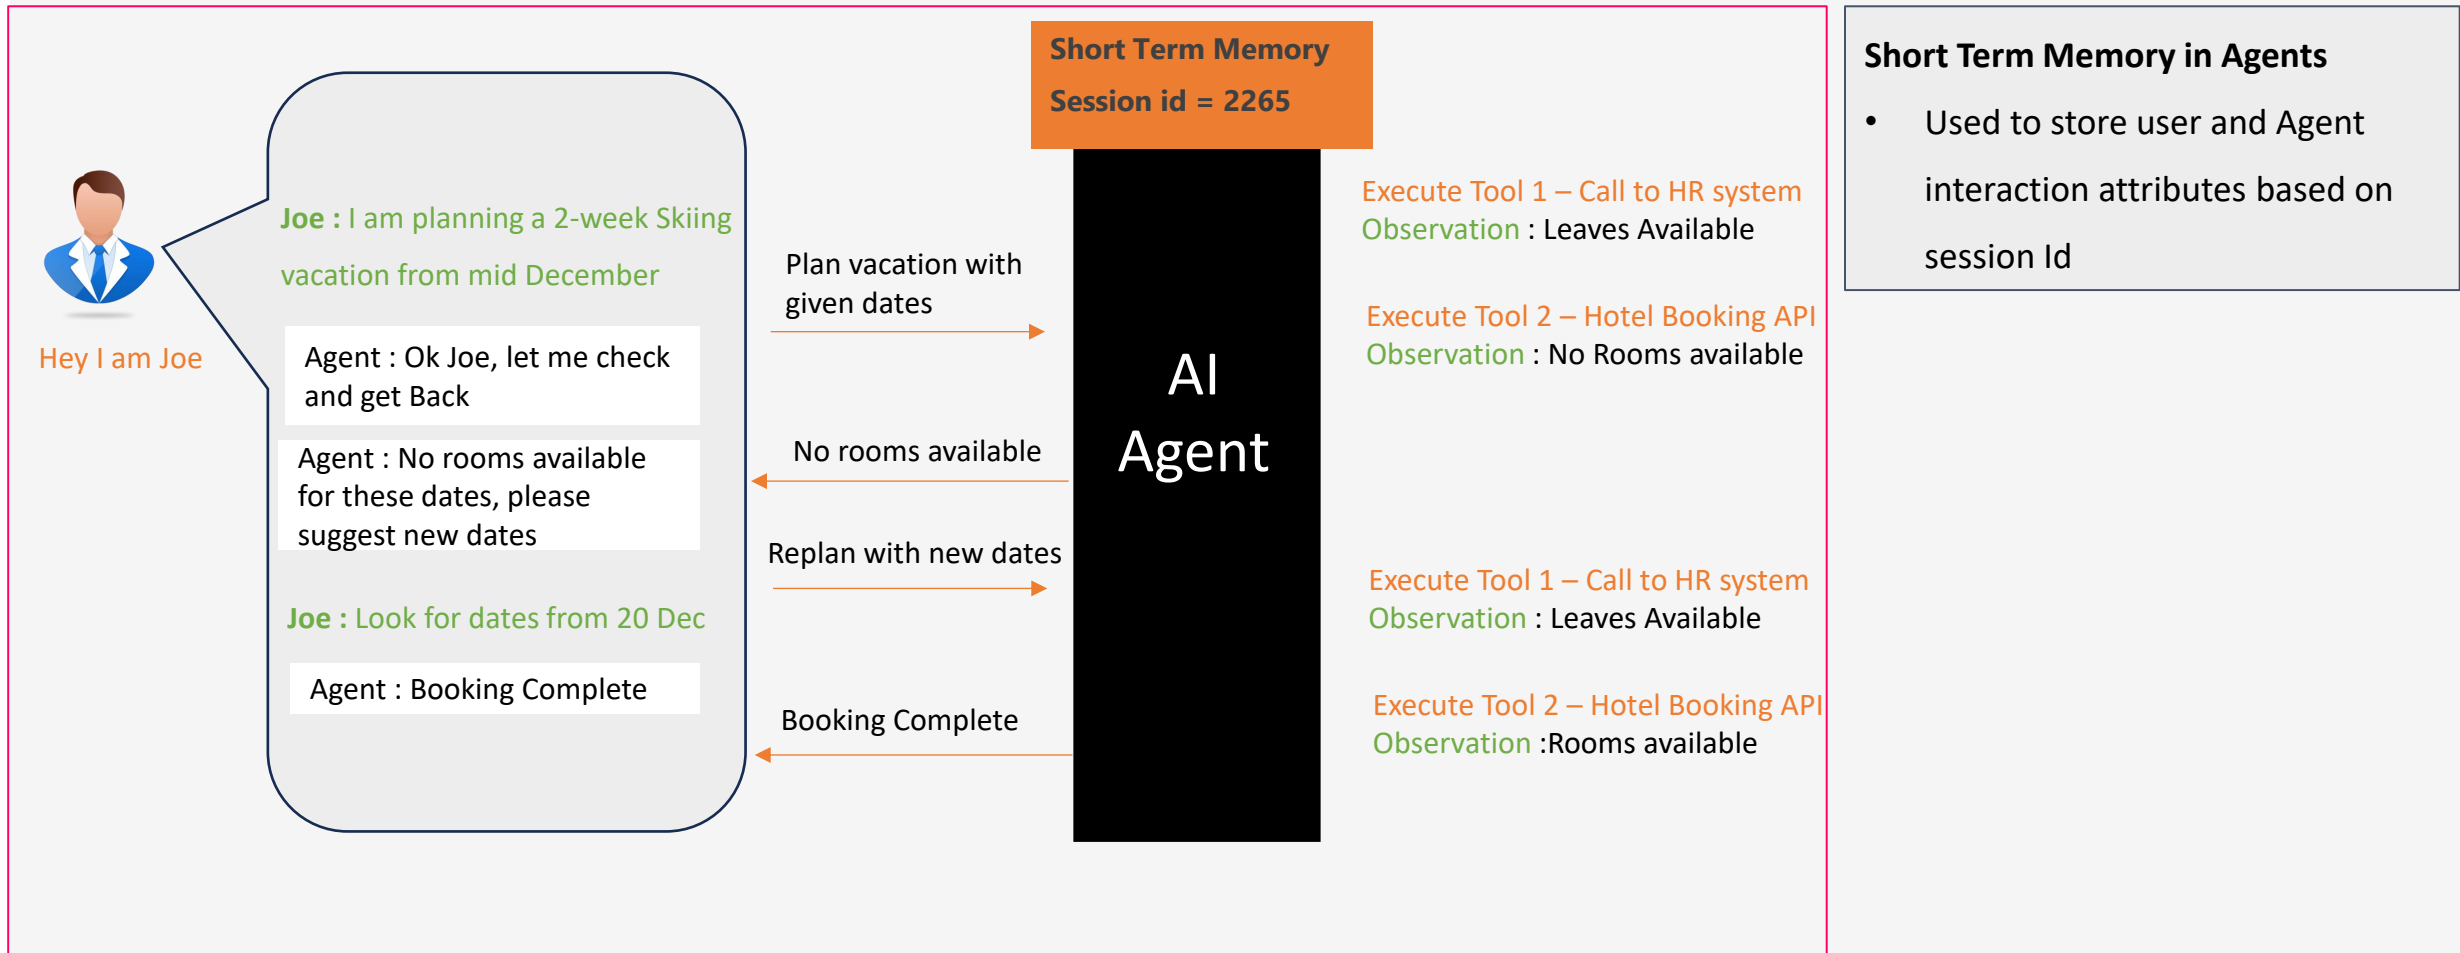 Hey I am Joe
Joe : I am planning a 2-week Skiing
vacation from mid December
Agent : Ok Joe, let me check
and get Back
Agent : No rooms available
for these dates, please
suggest new dates
Joe : Look for dates from 20 Dec
Agent : Booking Complete
Plan vacation with
given dates
No rooms available
Replan with new dates
Booking Complete
Short Term Memory
Session id = 2265
AI
Agent
Execute Tool 1 – Call to HR system
Observation : Leaves Available
Execute Tool 2 – Hotel Booking API
Observation : No Rooms available
Execute Tool 1 – Call to HR system
Observation : Leaves Available
Execute Tool 2 – Hotel Booking API
Observation :Rooms available
Short Term Memory in Agents
• Used to store user and Agent
interaction attributes based on
session Id